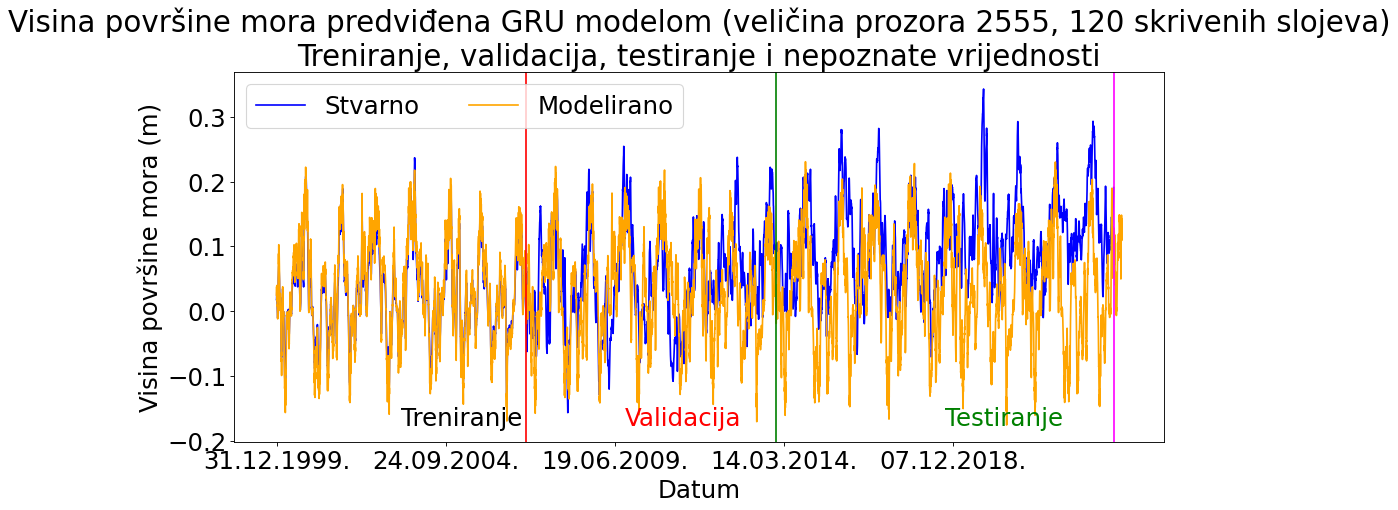 Visina površine mora predviđena GRU modelom (veličina prozora 2555, 120 skrivenih slojeva)
Treniranje, validacija, testiranje i nepoznate vrijednosti
Stvarno
Modelirano
Visina površine mora (m)
0.3
0.2
0.1
0.0
−0.1
−0.2
Treniranje
Validacija
Testiranje
31.12.1999.
24.09.2004.
19.06.2009.
14.03.2014.
07.12.2018.
Datum